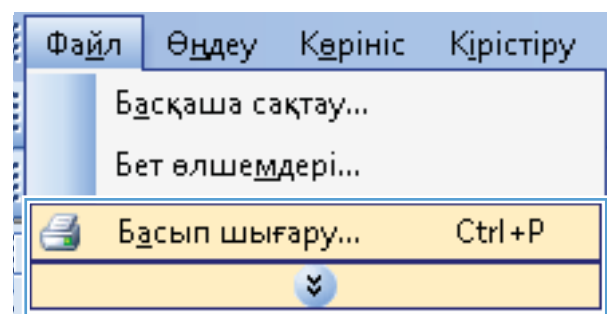 Файл Өңдеу Көрініс Кірістіру
Басқаша сақтау...
Бет өлшемдері...
Басып шығару... Ctrl+P